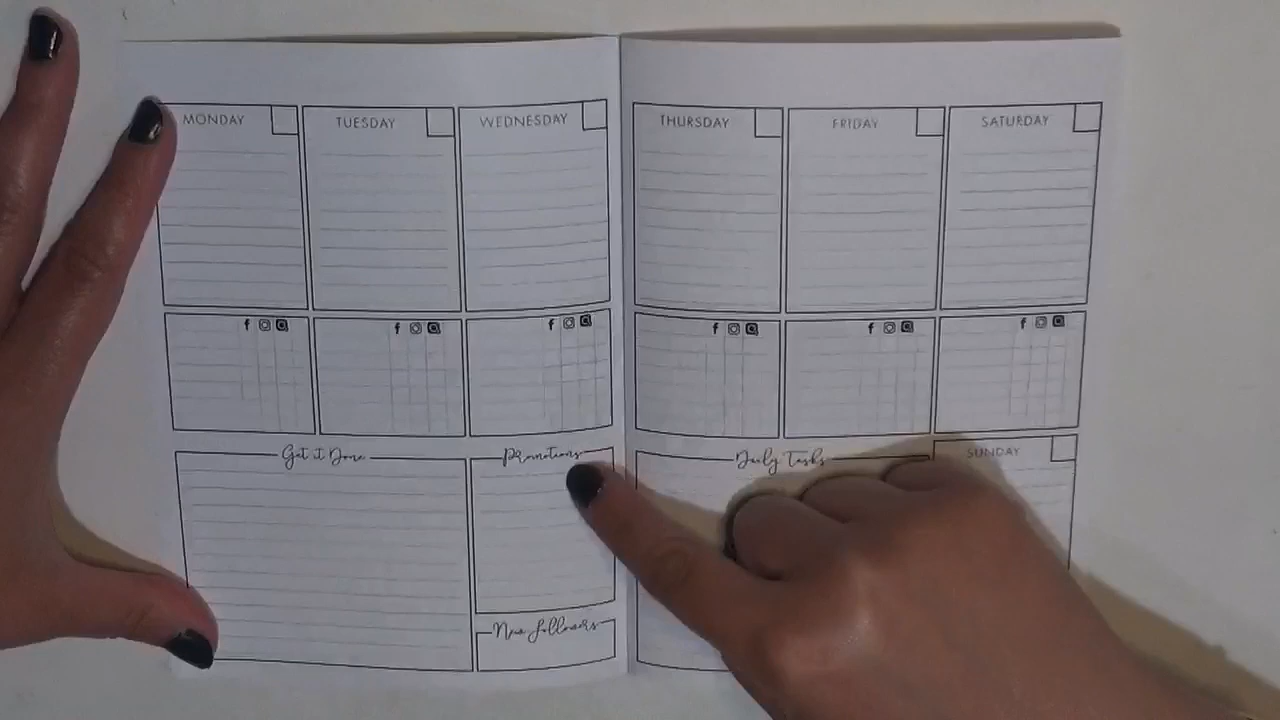 MONDAY TUESDAY WEDNESDAY THURSDAY FRIDAY SATURDAY
f f f f f f
Get it Done Promotions Daily Tasks SUNDAY
New Followers